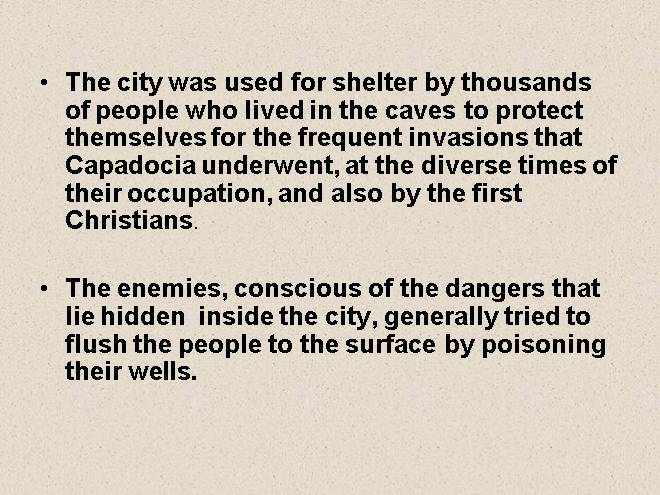 • The city was used for shelter by thousands
of people who lived in the caves to protect
themselves for the frequent invasions that
Capadocia underwent, at the diverse times of
their occupation, and also by the first
Christians.
• The enemies, conscious of the dangers that
lie hidden  inside the city, generally tried to
flush the people to the surface by poisoning
their wells.